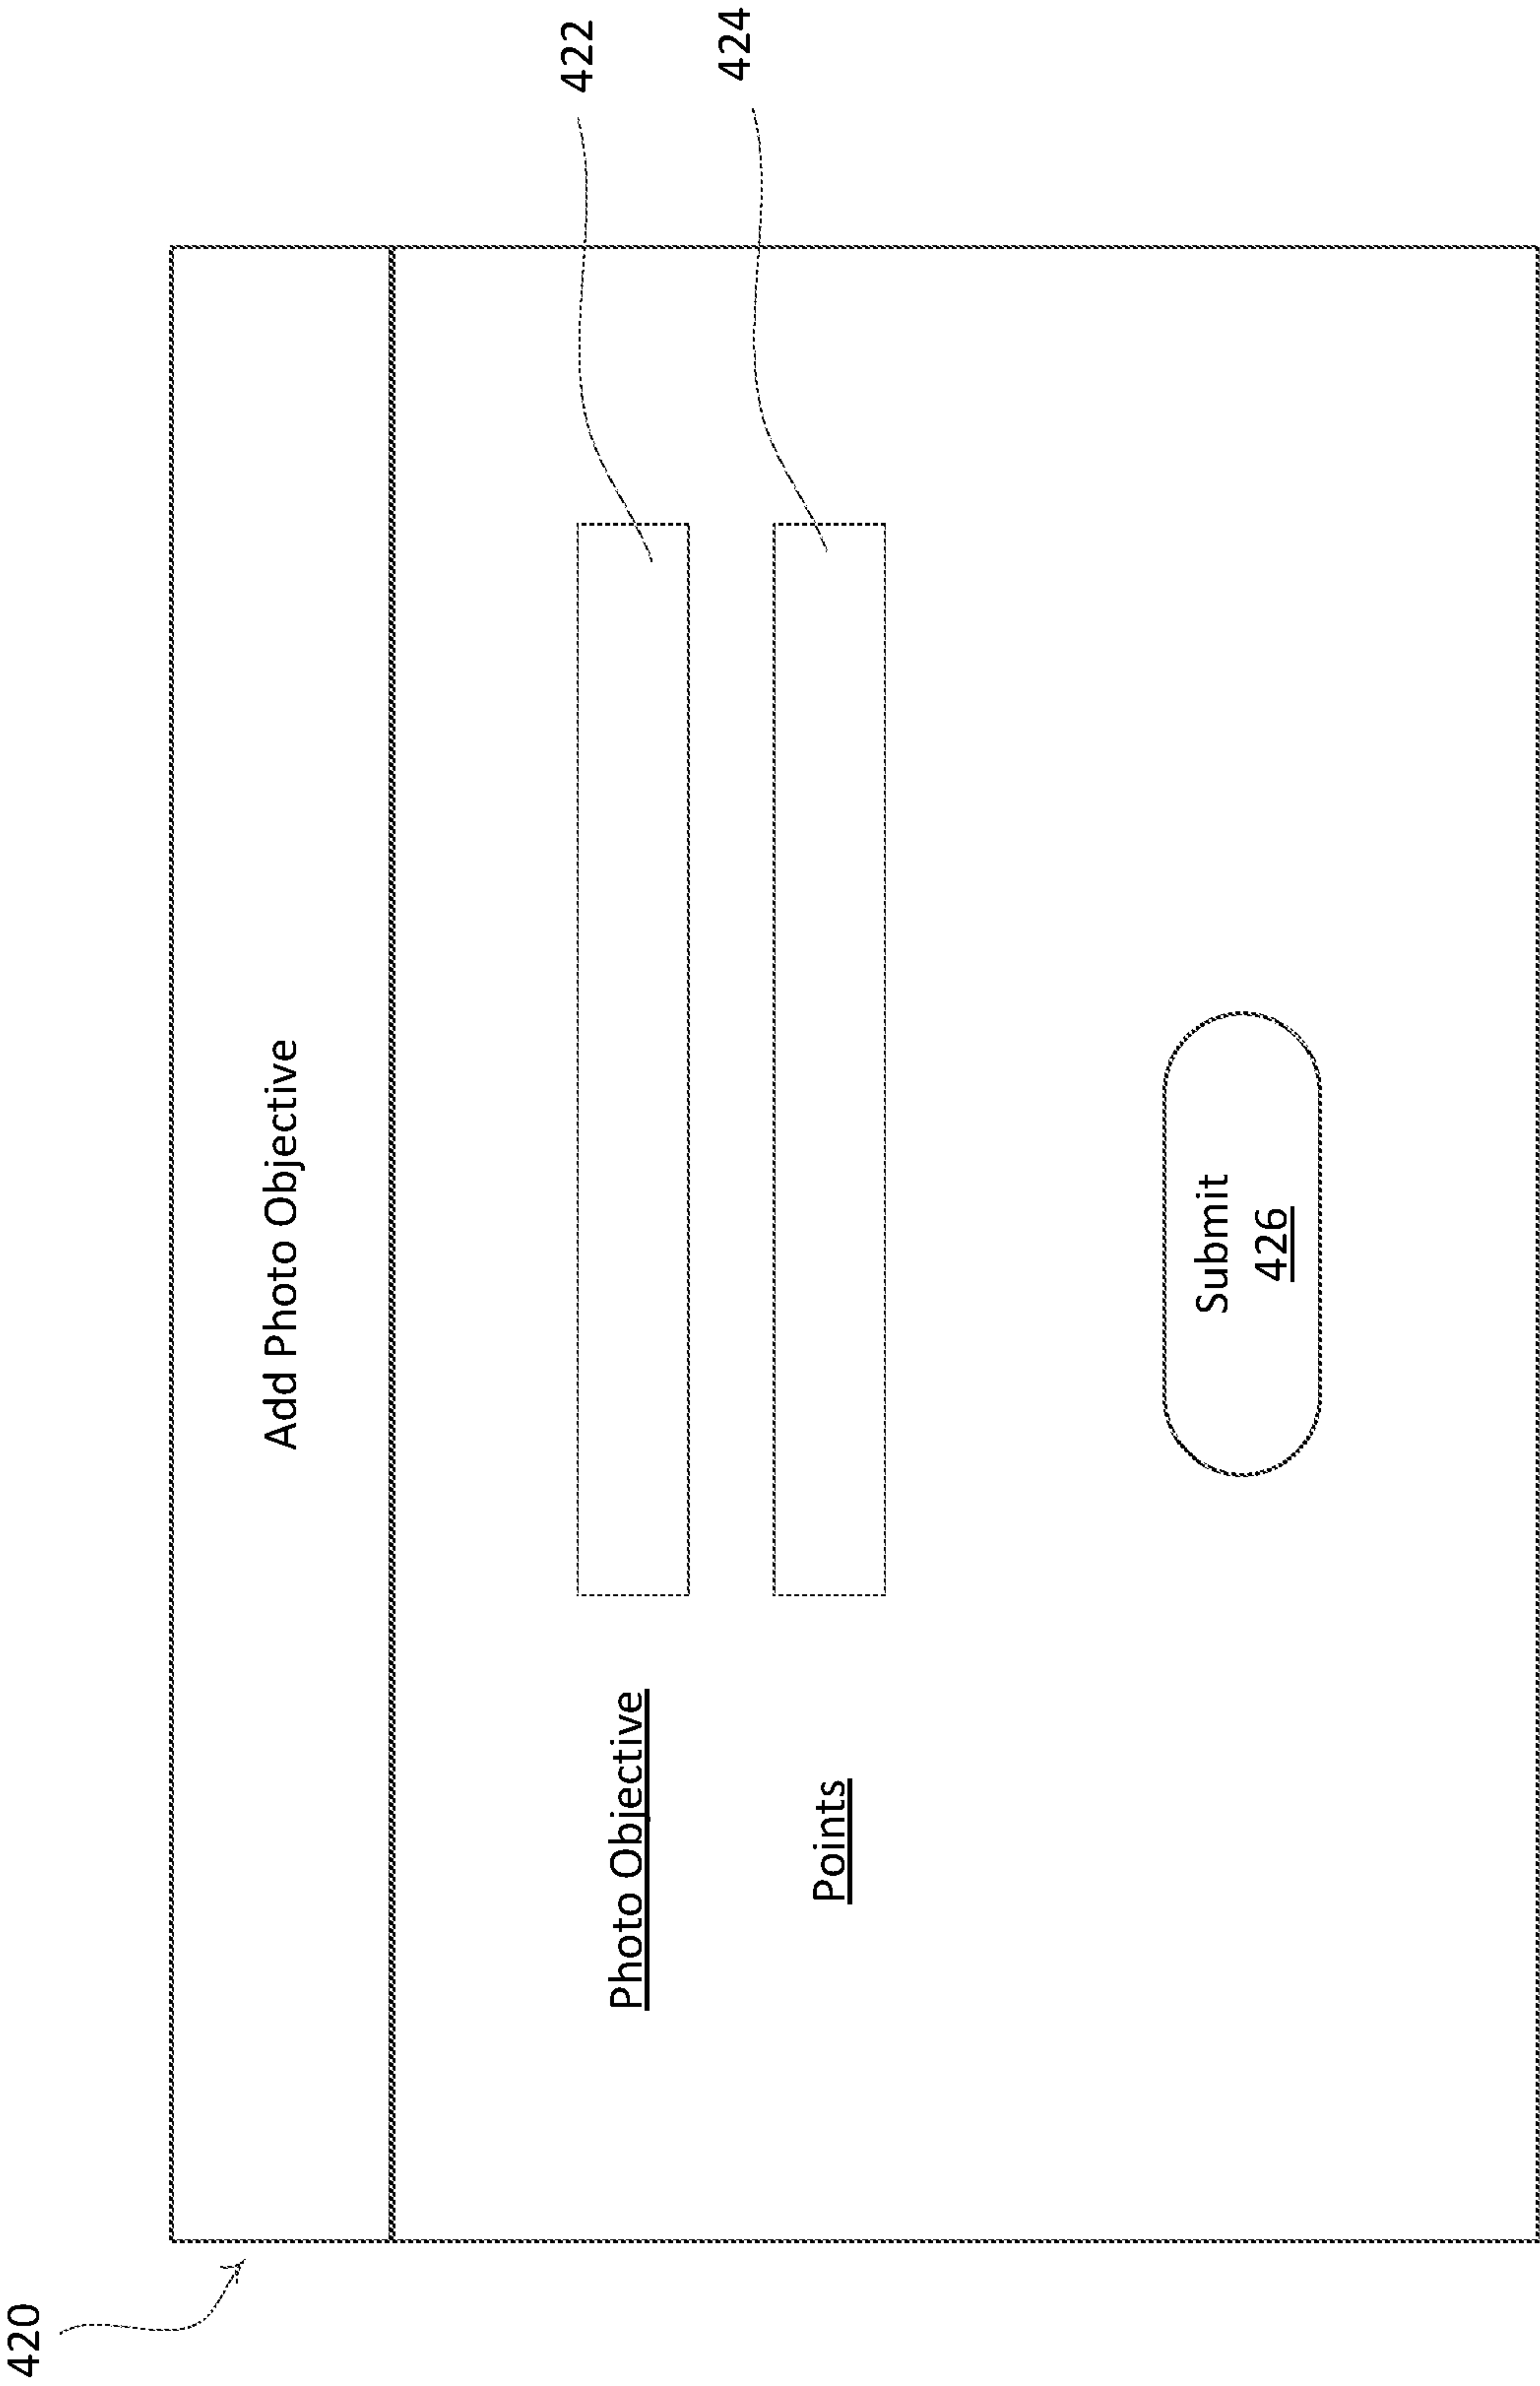 420
Add Photo Objective
Photo Objective
422
Points
424
Submit
426